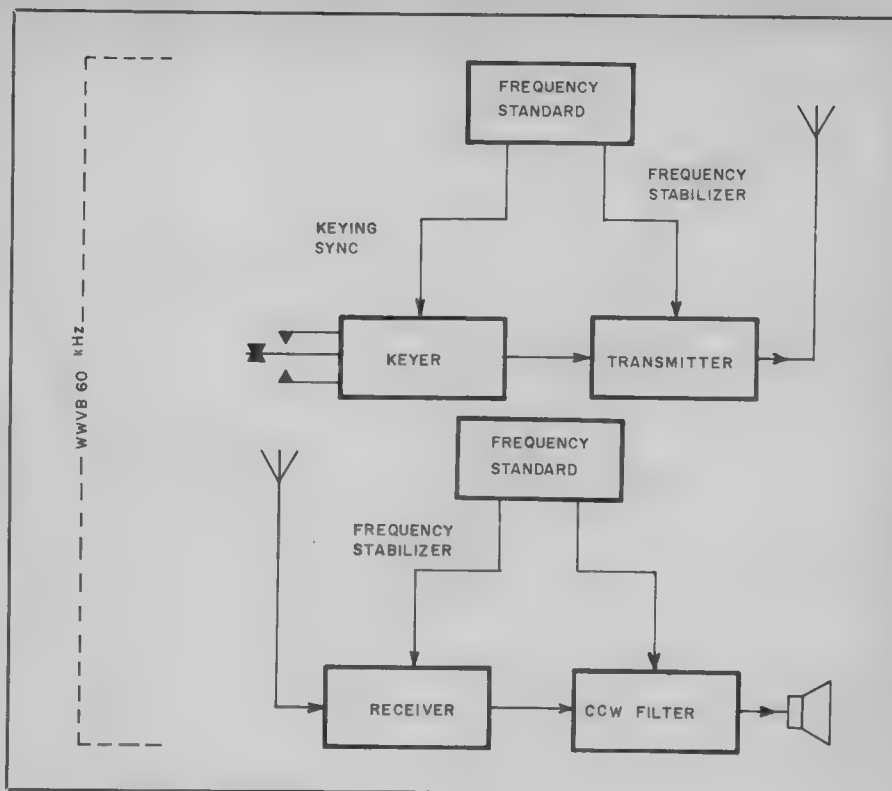 FREQUENCY
STANDARD
FREQUENCY
STABILIZER
KEYING
SYNC
KEYER
TRANSMITTER
WWVB 60 kHz
FREQUENCY
STANDARD
FREQUENCY
STABILIZER
RECEIVER
CCW FILTER